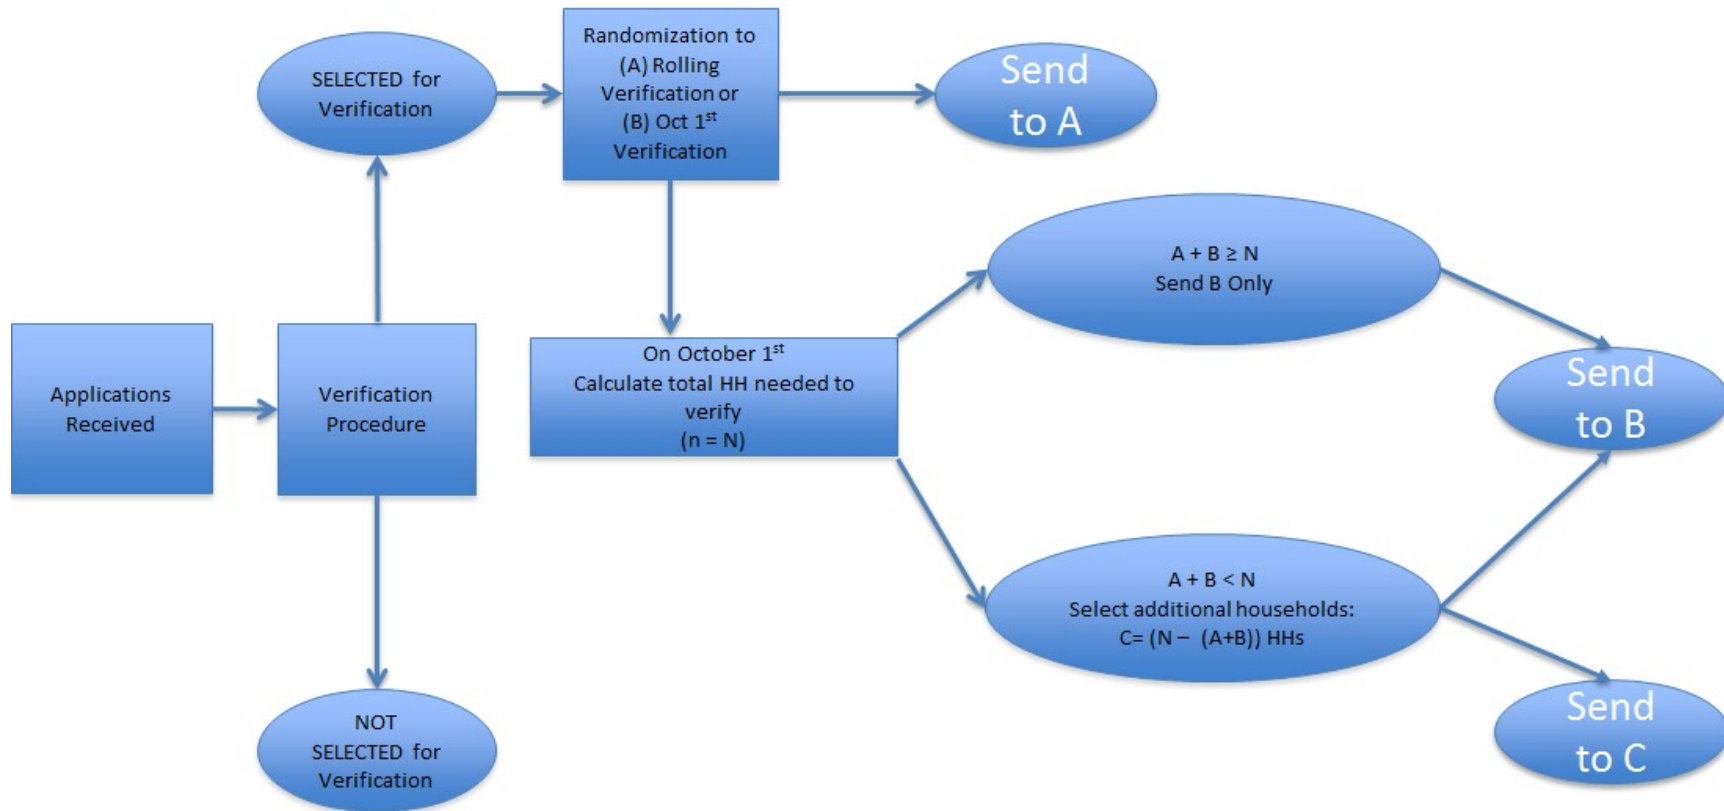 SELECTED for
Verification
Randomization to
(A) Rolling
Verification or
(B) Oct 1st
Verification
Send
to A
A + B ≥ N
Send B Only
Applications
Received
Verification
Procedure
On October 1st
Calculate total HH needed to
verify
(n = N)
Send
to B
A + B < N
Select additional households:
C= (N – (A+B)) HHs
NOT
SELECTED for
Verification
Send
to C